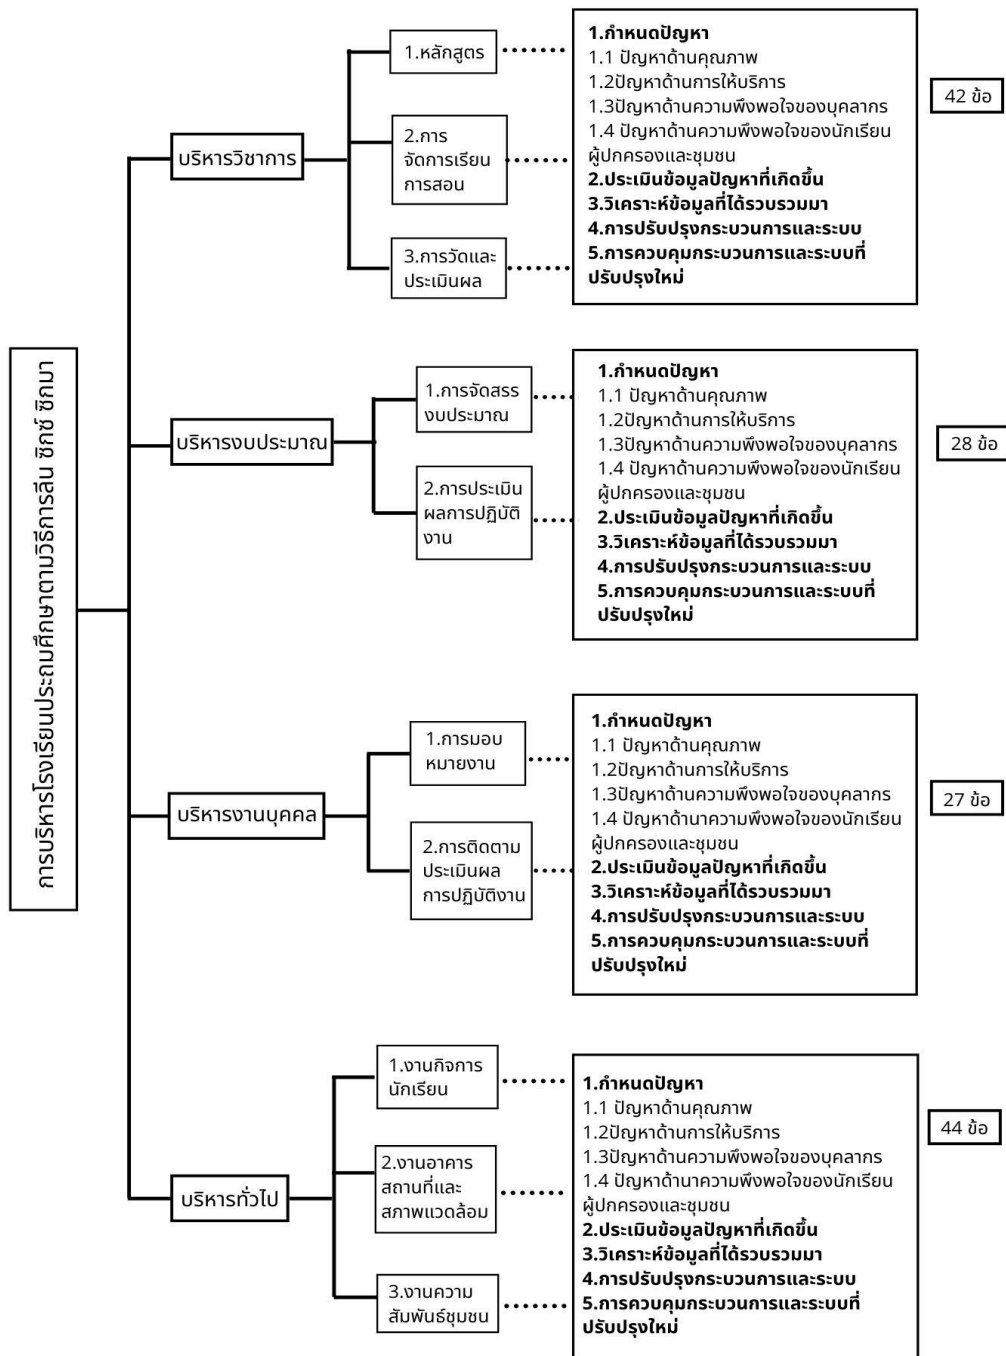 การบริหารโรงเรียนประถมศึกษาตามวิธีการลีน ซิกซ์ ซิกมา
บริหารวิชาการ
1.หลักสูตร
2.การ
จัดการเรียน
การสอน
3.การวัดและ
ประเมินผล
1.กำหนดปัญหา
1.1 ปัญหาด้านคุณภาพ
1.2ปัญหาด้านการให้บริการ
1.3ปัญหาด้านความพึงพอใจของบุคลากร
1.4 ปัญหาด้านความพึงพอใจของนักเรียน
ผู้ปกครองและชุมชน
2.ประเมินข้อมูลปัญหาที่เกิดขึ้น
3.วิเคราะห์ข้อมูลที่ได้รวบรวมมา
4.การปรับปรุงกระบวนการและระบบ
5.การควบคุมกระบวนการและระบบที่
ปรับปรุงใหม่
42 ข้อ
บริหารงบประมาณ
1.การจัดสรร
งบประมาณ
2.การประเมิน
ผลการปฏิบัติ
งาน
1.กำหนดปัญหา
1.1 ปัญหาด้านคุณภาพ
1.2ปัญหาด้านการให้บริการ
1.3ปัญหาด้านความพึงพอใจของบุคลากร
1.4 ปัญหาด้านความพึงพอใจของนักเรียน
ผู้ปกครองและชุมชน
2.ประเมินข้อมูลปัญหาที่เกิดขึ้น
3.วิเคราะห์ข้อมูลที่ได้รวบรวมมา
4.การปรับปรุงกระบวนการและระบบ
5.การควบคุมกระบวนการและระบบที่
ปรับปรุงใหม่
28 ข้อ
บริหารงานบุคคล
1.การมอบ
หมายงาน
2.การติดตาม
ประเมินผล
การปฏิบัติงาน
1.กำหนดปัญหา
1.1 ปัญหาด้านคุณภาพ
1.2ปัญหาด้านการให้บริการ
1.3ปัญหาด้านความพึงพอใจของบุคลากร
1.4 ปัญหาด้านาความพึงพอใจของนักเรียน
ผู้ปกครองและชุมชน
2.ประเมินข้อมูลปัญหาที่เกิดขึ้น
3.วิเคราะห์ข้อมูลที่ได้รวบรวมมา
4.การปรับปรุงกระบวนการและระบบ
5.การควบคุมกระบวนการและระบบที่
ปรับปรุงใหม่
27 ข้อ
บริหารทั่วไป
1.งานกิจการ
นักเรียน
2.งานอาคาร
สถานที่และ
สภาพแวดล้อม
3.งานความ
สัมพันธ์ชุมชน
1.กำหนดปัญหา
1.1 ปัญหาด้านคุณภาพ
1.2ปัญหาด้านการให้บริการ
1.3ปัญหาด้านความพึงพอใจของบุคลากร
1.4 ปัญหาด้านาความพึงพอใจของนักเรียน
ผู้ปกครองและชุมชน
2.ประเมินข้อมูลปัญหาที่เกิดขึ้น
3.วิเคราะห์ข้อมูลที่ได้รวบรวมมา
4.การปรับปรุงกระบวนการและระบบ
5.การควบคุมกระบวนการและระบบที่
ปรับปรุงใหม่
44 ข้อ